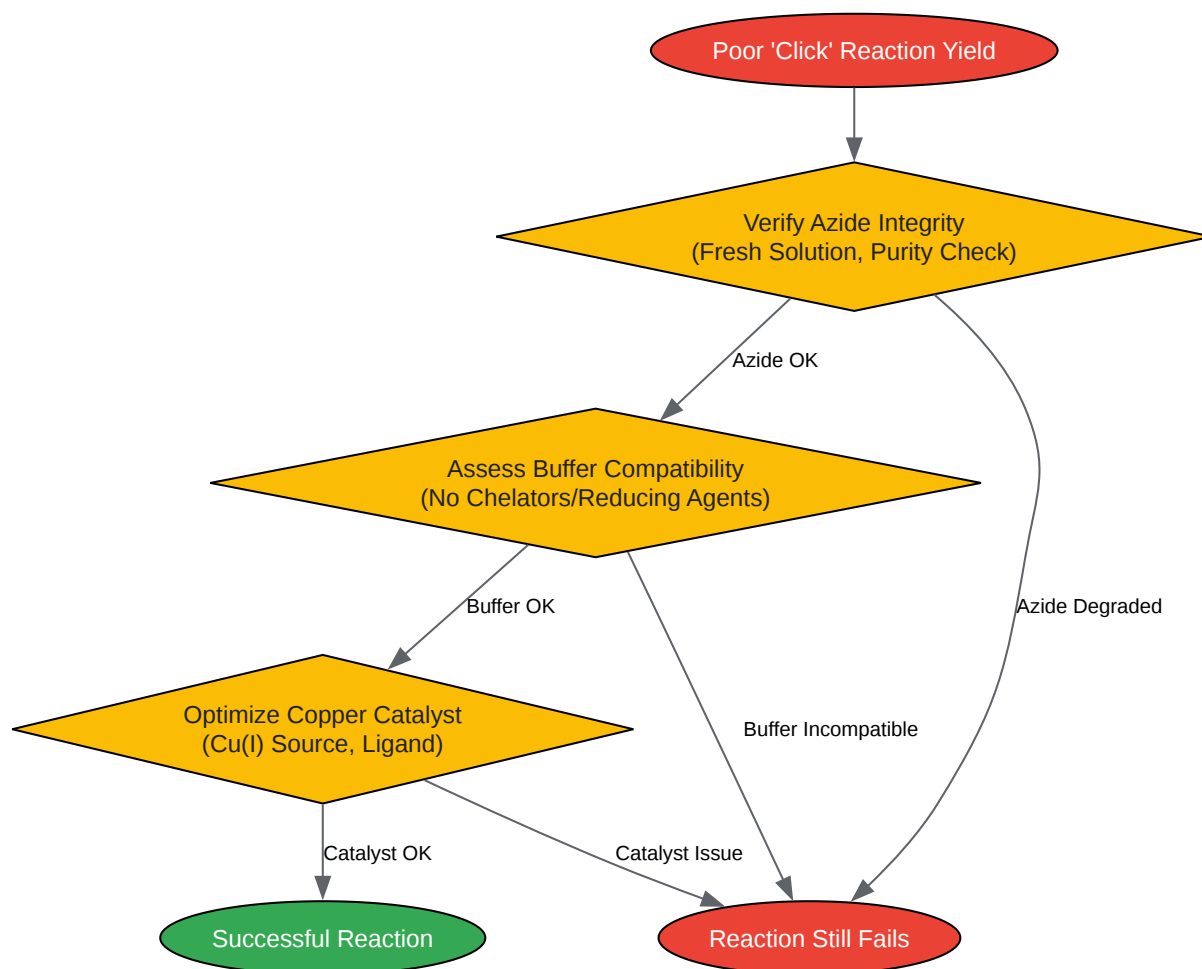 Poor 'Click' Reaction Yield
Verify Azide Integrity
(Fresh Solution, Purity Check)
Azide OK
Assess Buffer Compatibility
(No Chelators/Reducing Agents)
Buffer OK
Azide Degraded
Optimize Copper Catalyst
(Cu(I) Source, Ligand)
Buffer Incompatible
Catalyst OK
Catalyst Issue
Successful Reaction
Reaction Still Fails